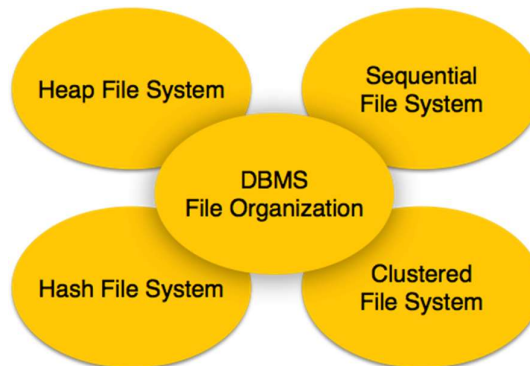 Heap File System
Sequential
File System
DBMS
File Organization
Hash File System
Clustered
File System